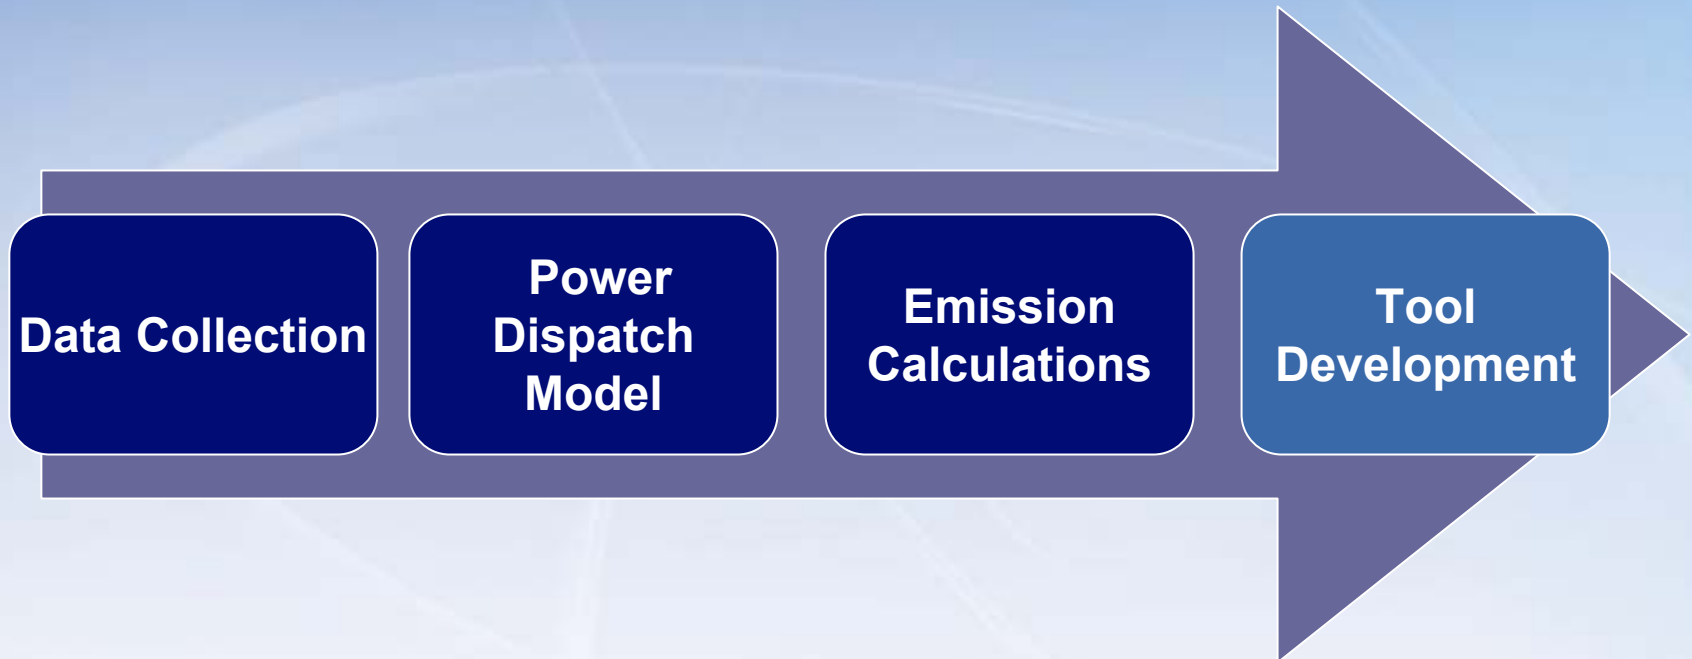 Data Collection
Power
Dispatch
Model
Emission
Calculations
Tool
Development